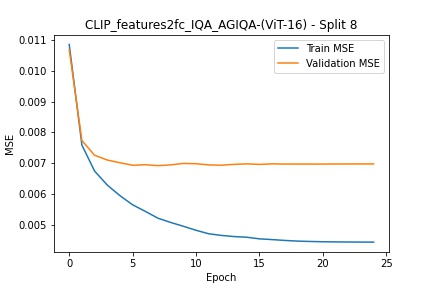 CLIP_features2fc_IQA_AGIQA-(ViT-16) - Split 8
Train MSE
Validation MSE
0.011
0.010
0.009
0.008
0.007
0.006
0.005
MSE
0 5 10 15 20 25
Epoch